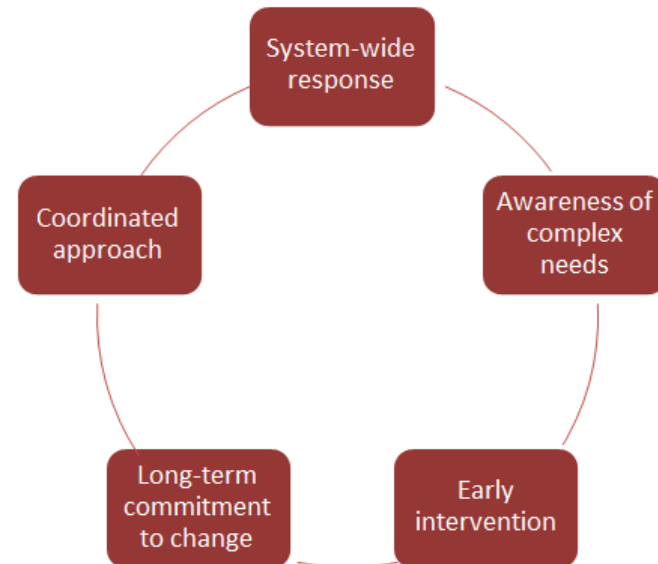 System-wide
response
Awareness of
complex
needs
Early
intervention
Long-term
commitment
to change
Coordinated
approach